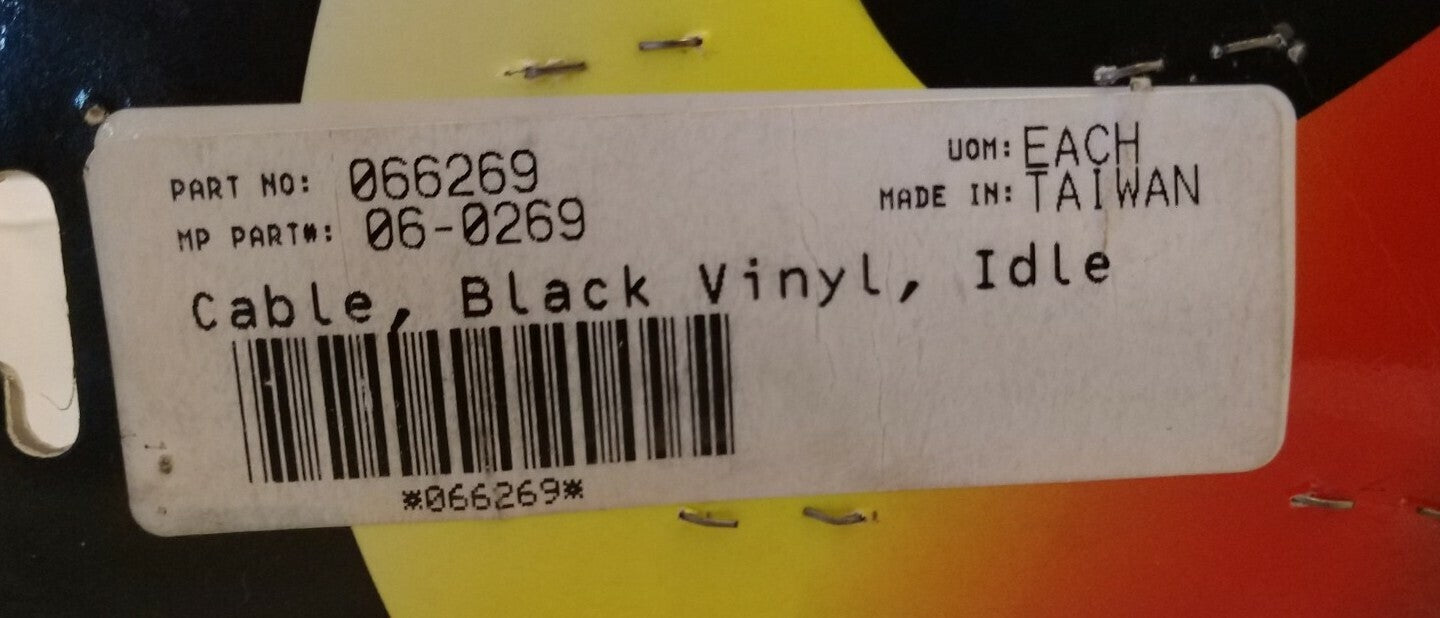 PART NO: 066269
MP PART#: 06-0269
UOM: EACH
MADE IN: TAIWAN
Cable, Black Vinyl, Idle
*066269*